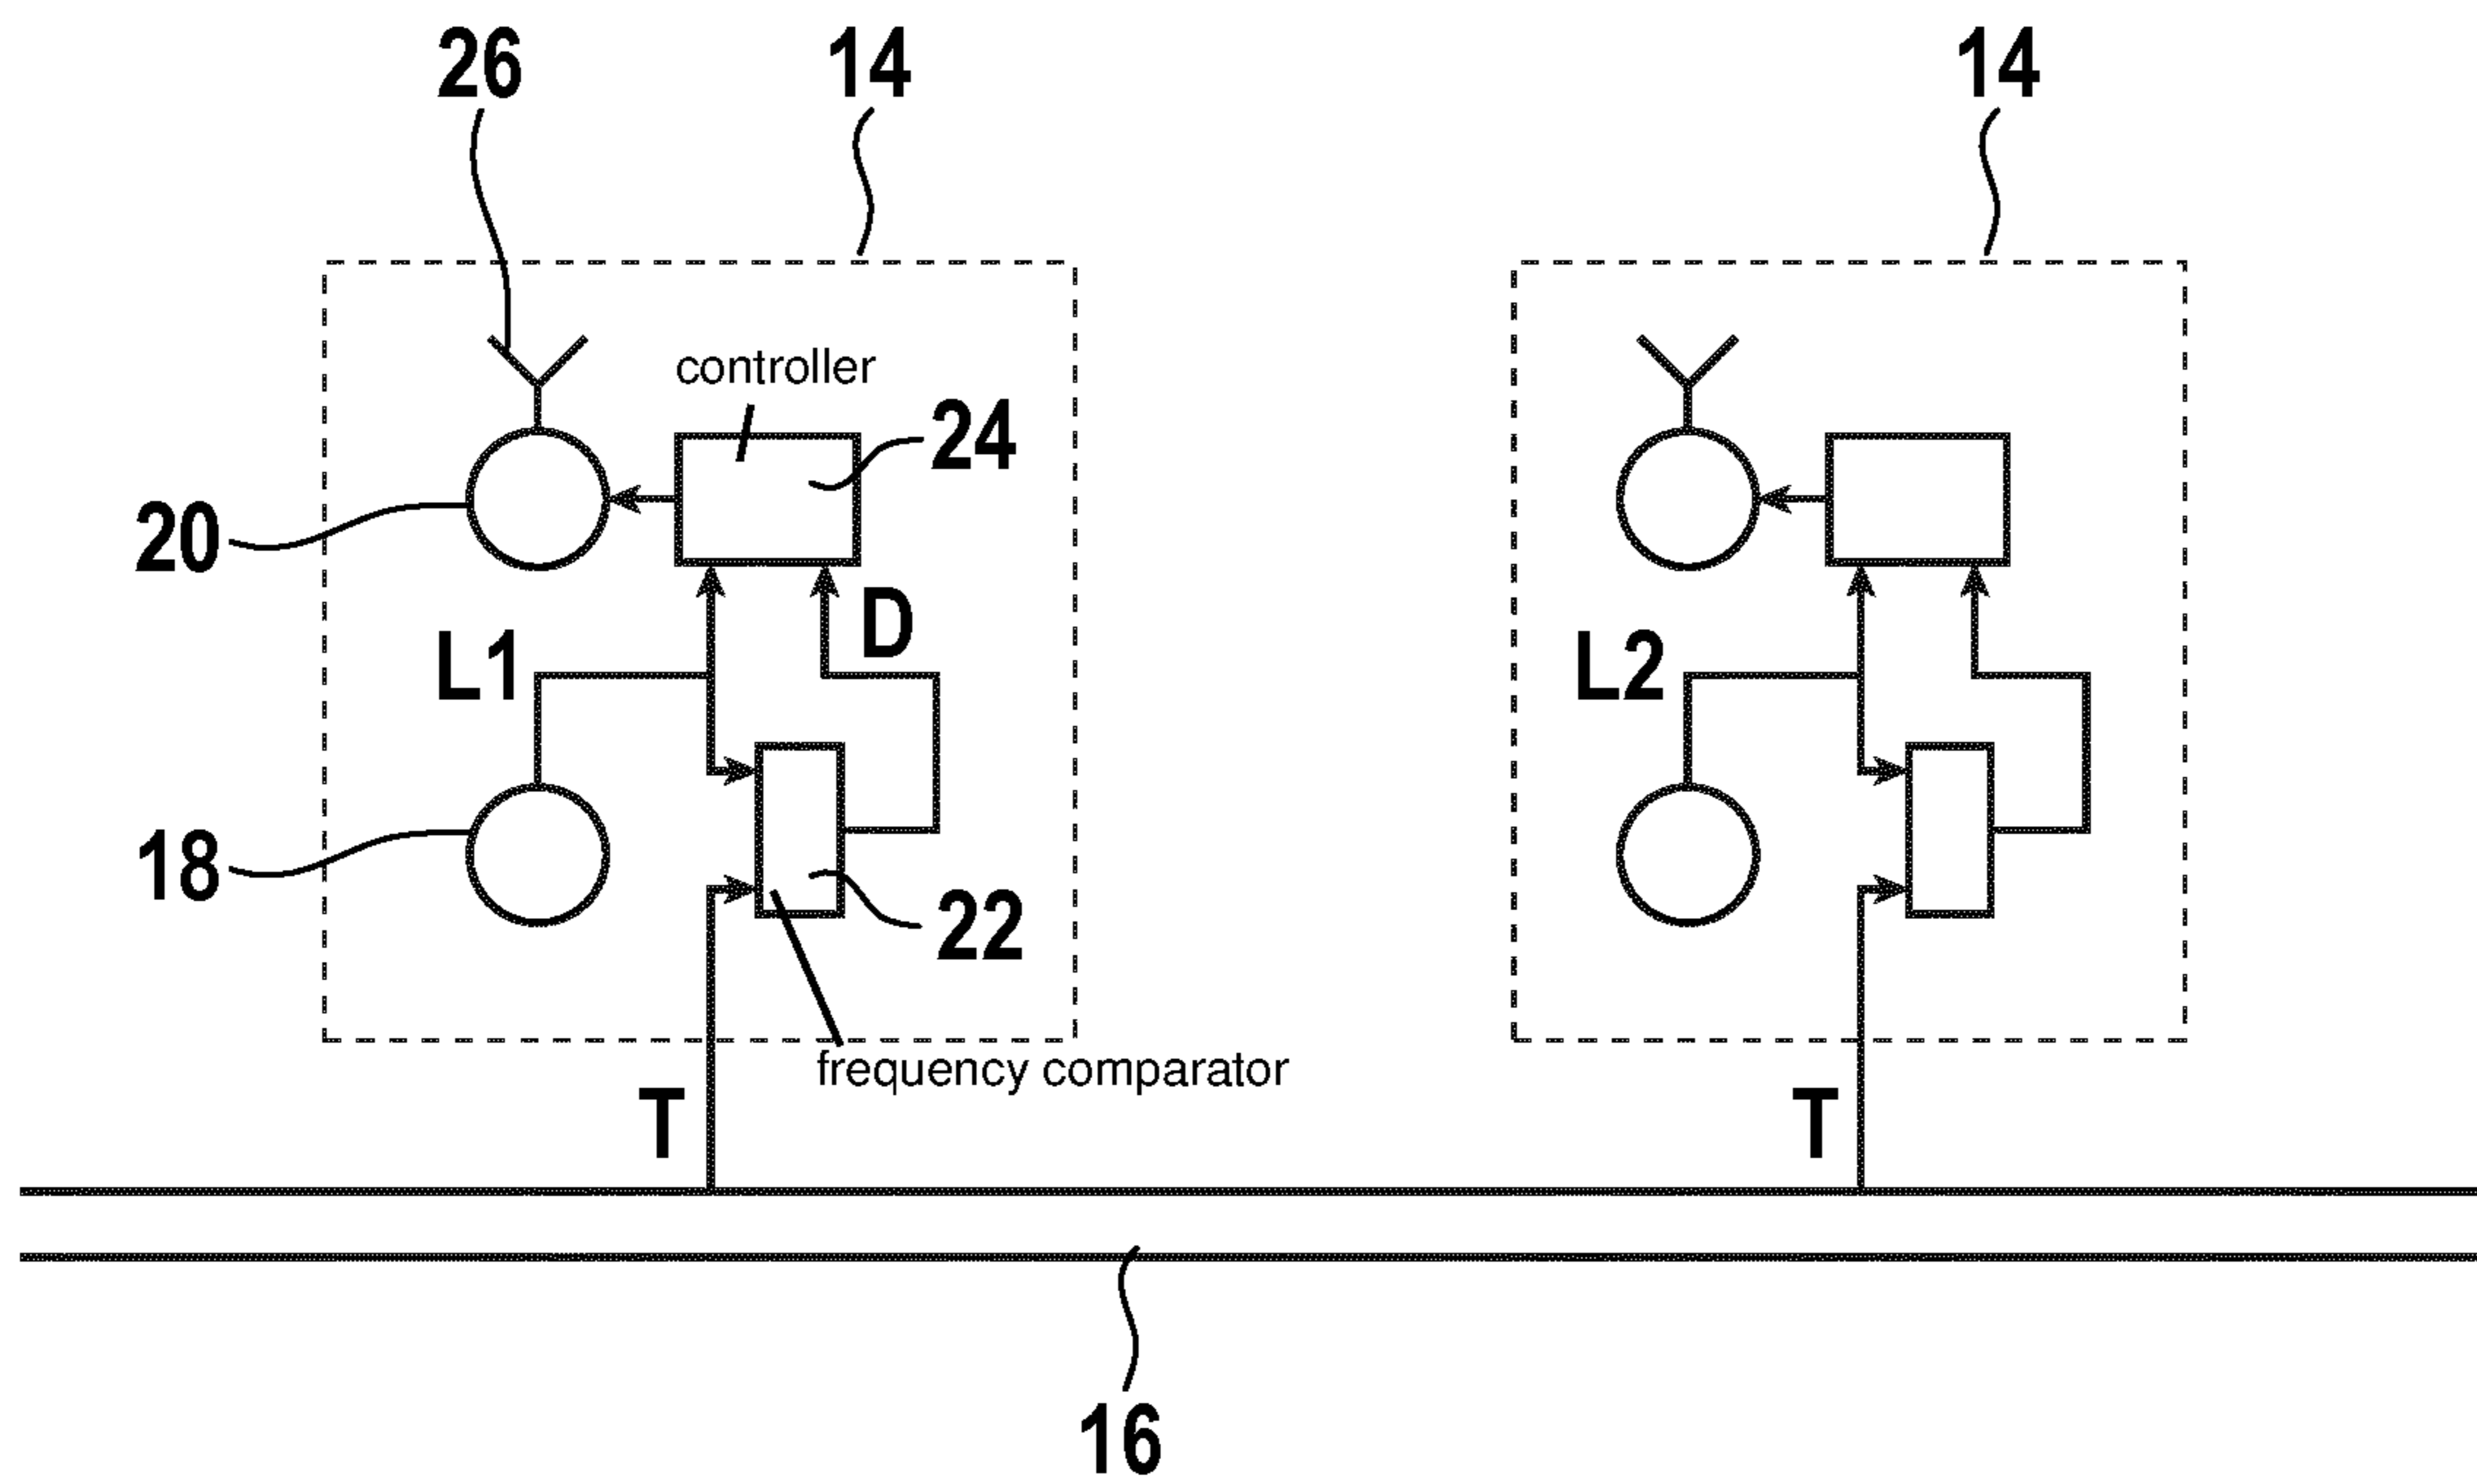 26
14
14
controller
24
20
D
L1
L2
18
22
frequency comparator
T
T
16